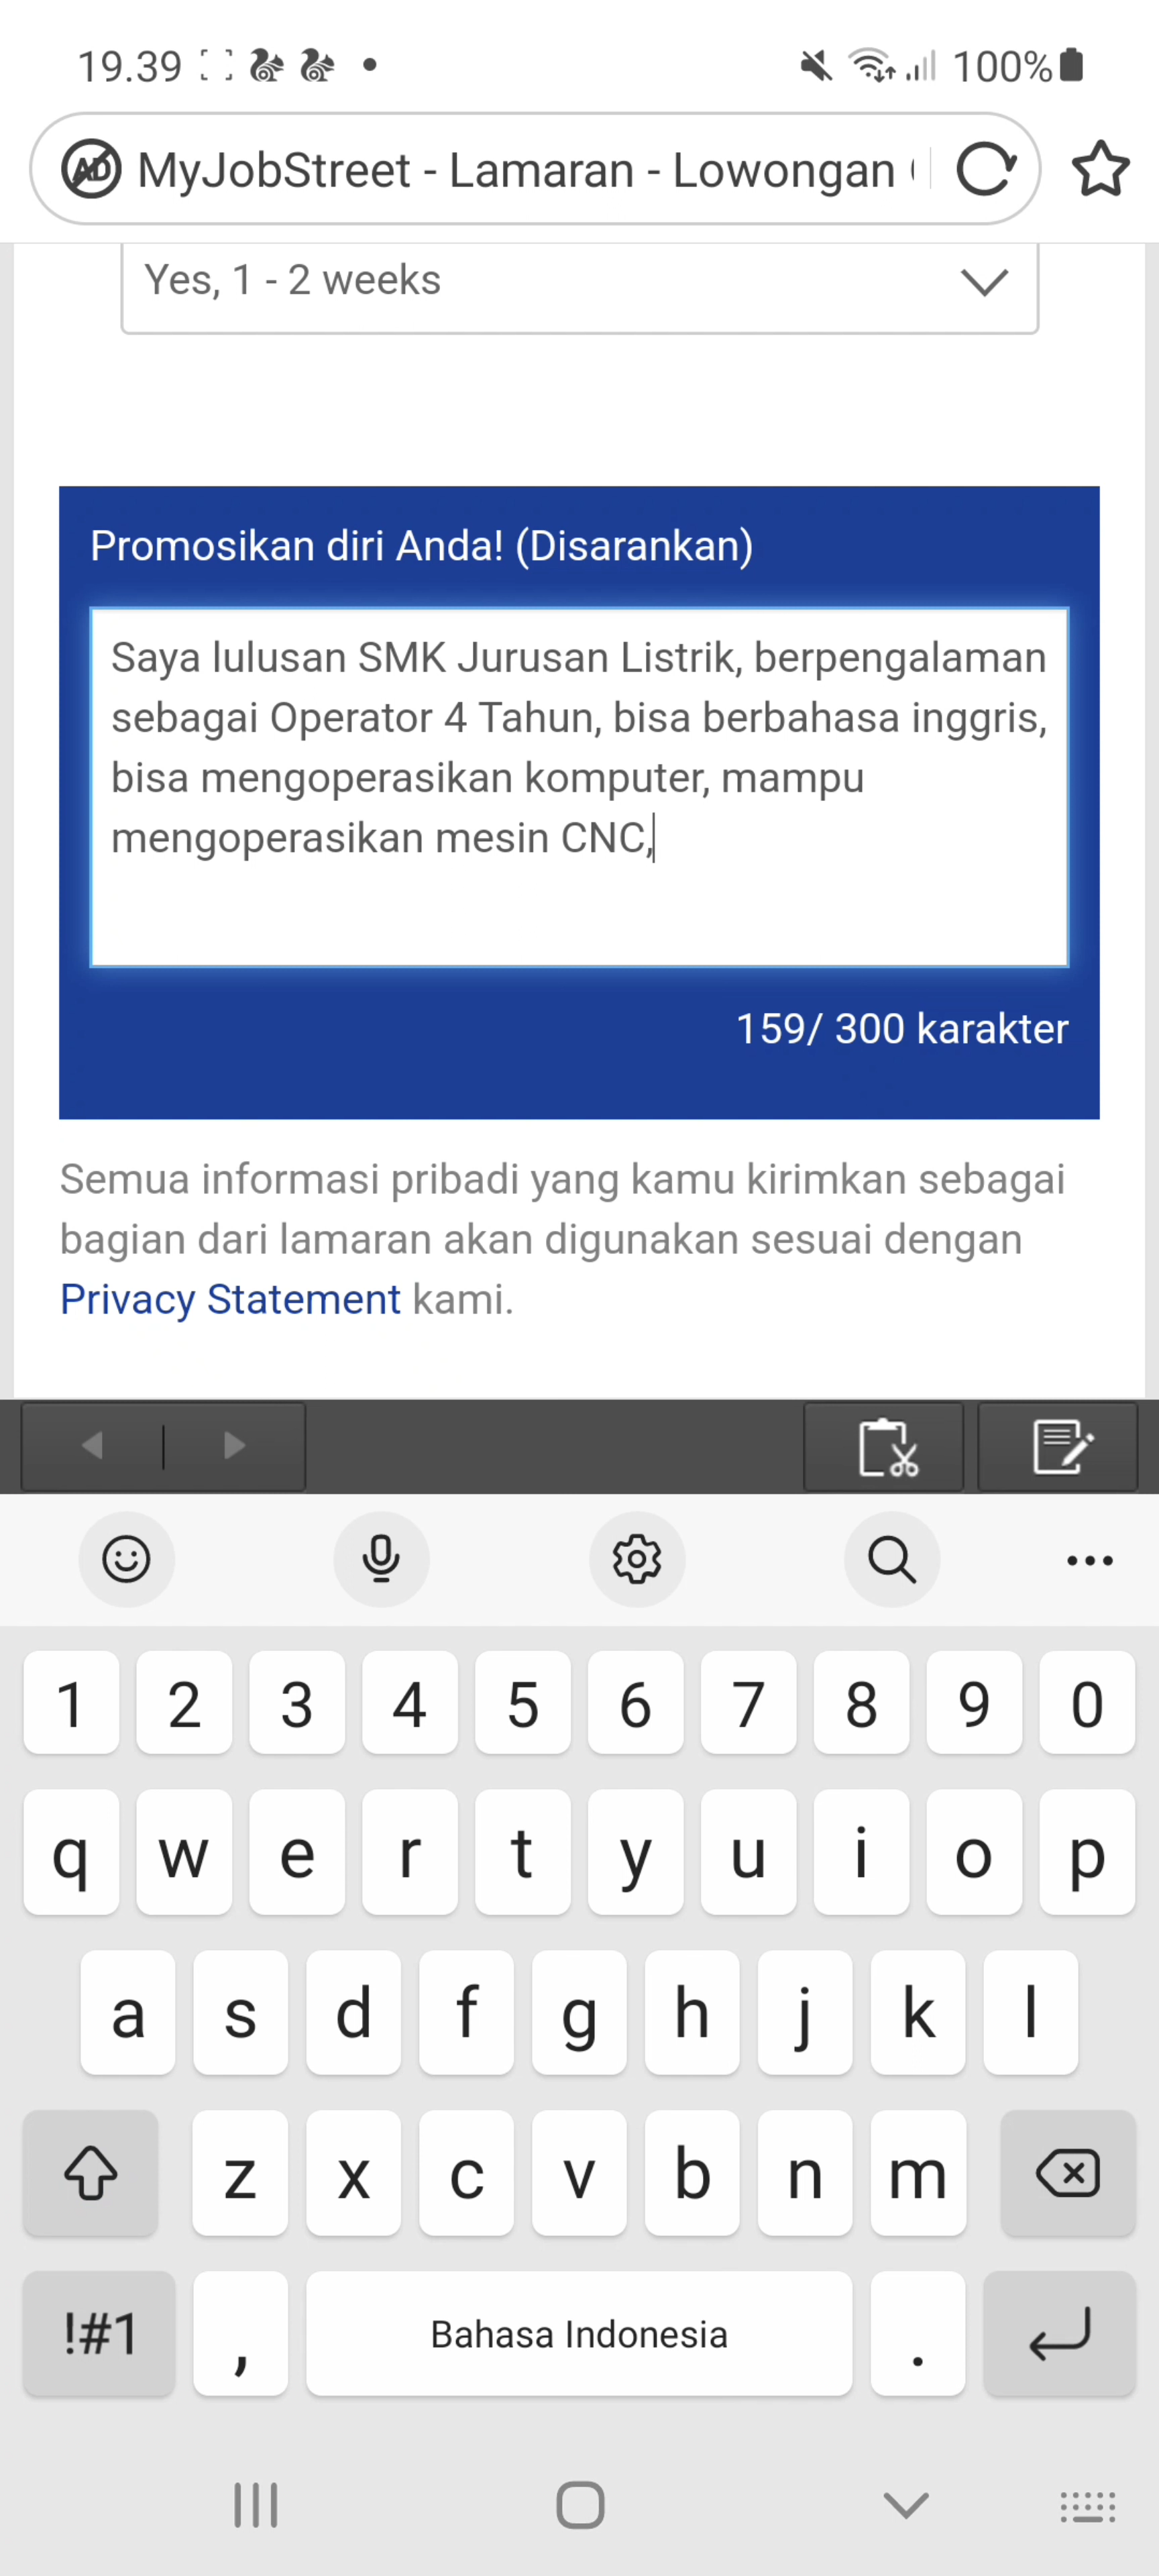 19.39 100%
MyJobStreet - Lamaran - Lowongan
Yes, 1 - 2 weeks
Promosikan diri Anda! (Disarankan)
Saya lulusan SMK Jurusan Listrik, berpengalaman
sebagai Operator 4 Tahun, bisa berbahasa inggris,
bisa mengoperasikan komputer, mampu
mengoperasikan mesin CNC,
159/ 300 karakter
Semua informasi pribadi yang kamu kirimkan sebagai
bagian dari lamaran akan digunakan sesuai dengan
Privacy Statement kami.
1 2 3 4 5 6 7 8 9 0
q w e r t y u i o p
a s d f g h j k l
z x c v b n m
!#1 , Bahasa Indonesia .